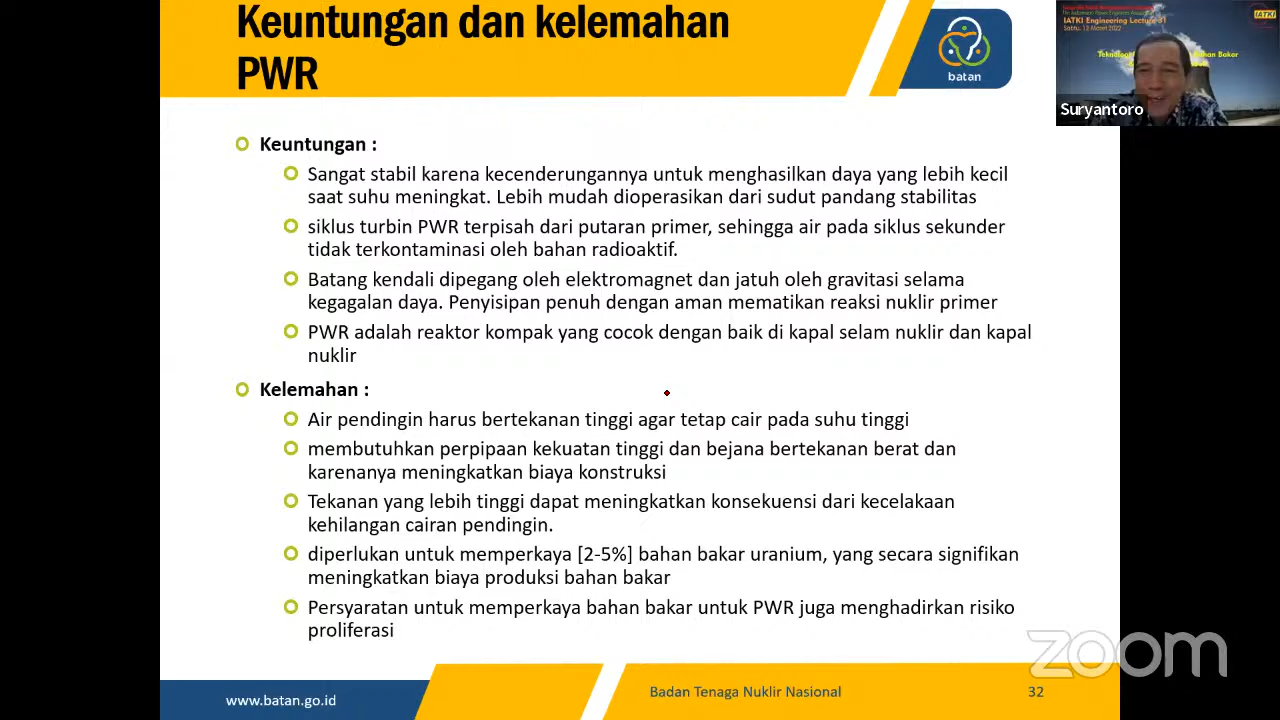 Keuntungan dan kelemahan
PWR
batan
IATKI Engineering Lecture 31
Sabtu, 12 Maret 2022
IATKI
Bahan Bakar
Suryantoro
Keuntungan :
Sangat stabil karena kecenderungannya untuk menghasilkan daya yang lebih kecil
saat suhu meningkat. Lebih mudah dioperasikan dari sudut pandang stabilitas
siklus turbin PWR terpisah dari putaran primer, sehingga air pada siklus sekunder
tidak terkontaminasi oleh bahan radioaktif.
Batang kendali dipegang oleh elektromagnet dan jatuh oleh gravitasi selama
kegagalan daya. Penyisipan penuh dengan aman mematikan reaksi nuklir primer
PWR adalah reaktor kompak yang cocok dengan baik di kapal selam nuklir dan kapal
nuklir
Kelemahan :
Air pendingin harus bertekanan tinggi agar tetap cair pada suhu tinggi
membutuhkan perpipaan kekuatan tinggi dan bejana bertekanan berat dan
karenanya meningkatkan biaya konstruksi
Tekanan yang lebih tinggi dapat meningkatkan konsekuensi dari kecelakaan
kehilangan cairan pendingin.
diperlukan untuk memperkaya [2-5%] bahan bakar uranium, yang secara signifikan
meningkatkan biaya produksi bahan bakar
Persyaratan untuk memperkaya bahan bakar untuk PWR juga menghadirkan risiko
proliferasi
zoom
www.batan.go.id
Badan Tenaga Nuklir Nasional
32